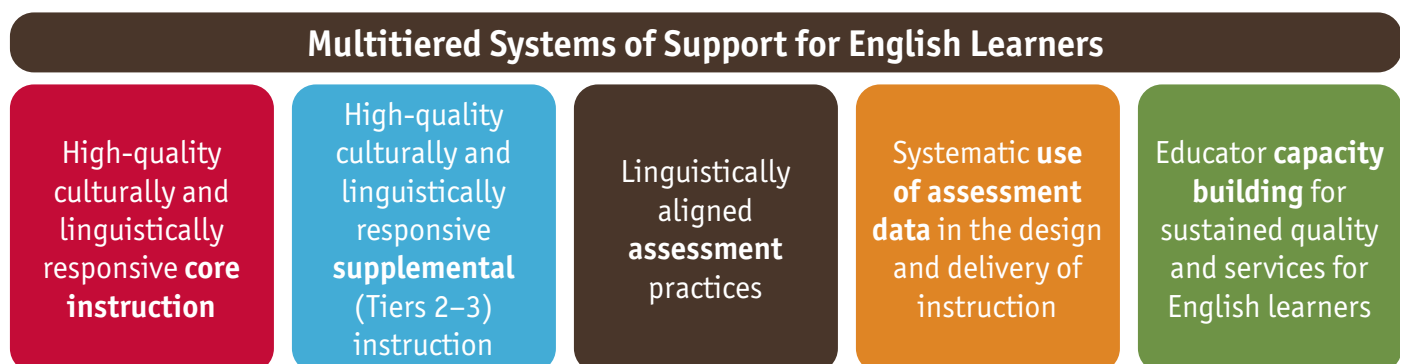 Multitiered Systems of Support for English Learners
High-quality
culturally and
linguistically
responsive core
instruction
High-quality
culturally and
linguistically
responsive
supplemental
(Tiers 2–3)
instruction
Linguistically
aligned
assessment
practices
Systematic use
of assessment
data in the design
and delivery of
instruction
Educator capacity
building for
sustained quality
and services for
English learners